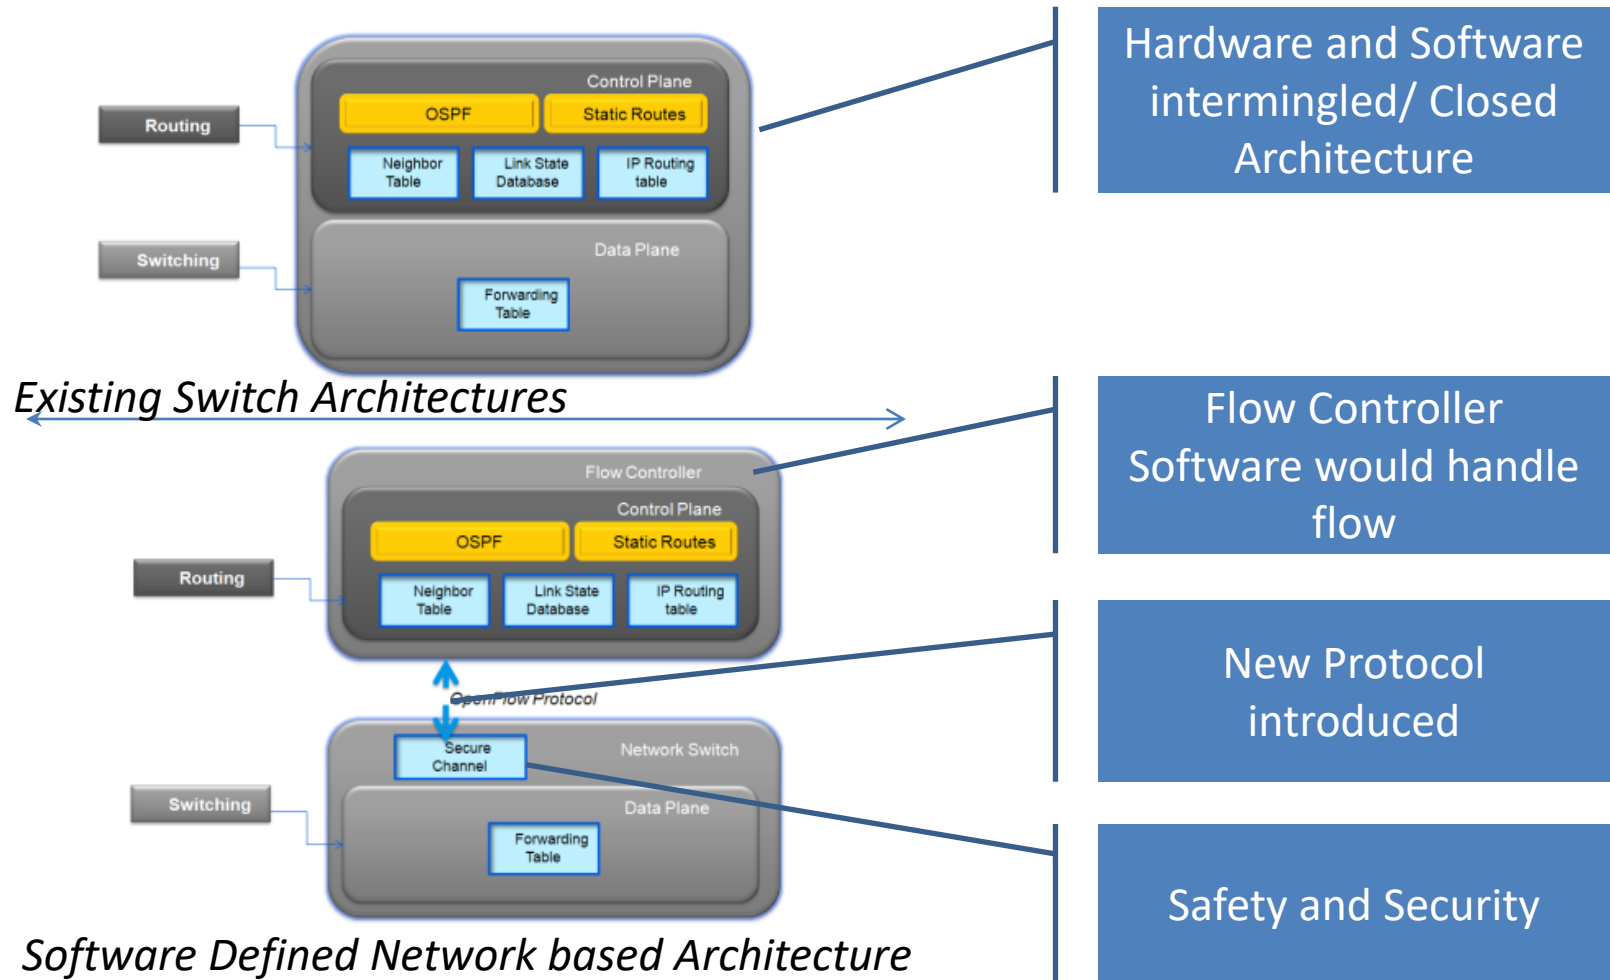 Hardware and Software
intermingled/ Closed
Architecture
Control Plane
OSPF
Static Routes
Routing
Neighbor
Table
Link State
Database
IP Routing
table
Data Plane
Switching
Forwarding
Table
Existing Switch Architectures
Flow Controller
Software would handle
flow
Flow Controller
Control Plane
OSPF
Static Routes
Routing
Neighbor
Table
Link State
Database
IP Routing
table
New Protocol
introduced
OpenFlow Protocol
Secure
Channel
Network Switch
Switching
Data Plane
Forwarding
Table
Safety and Security
Software Defined Network based Architecture